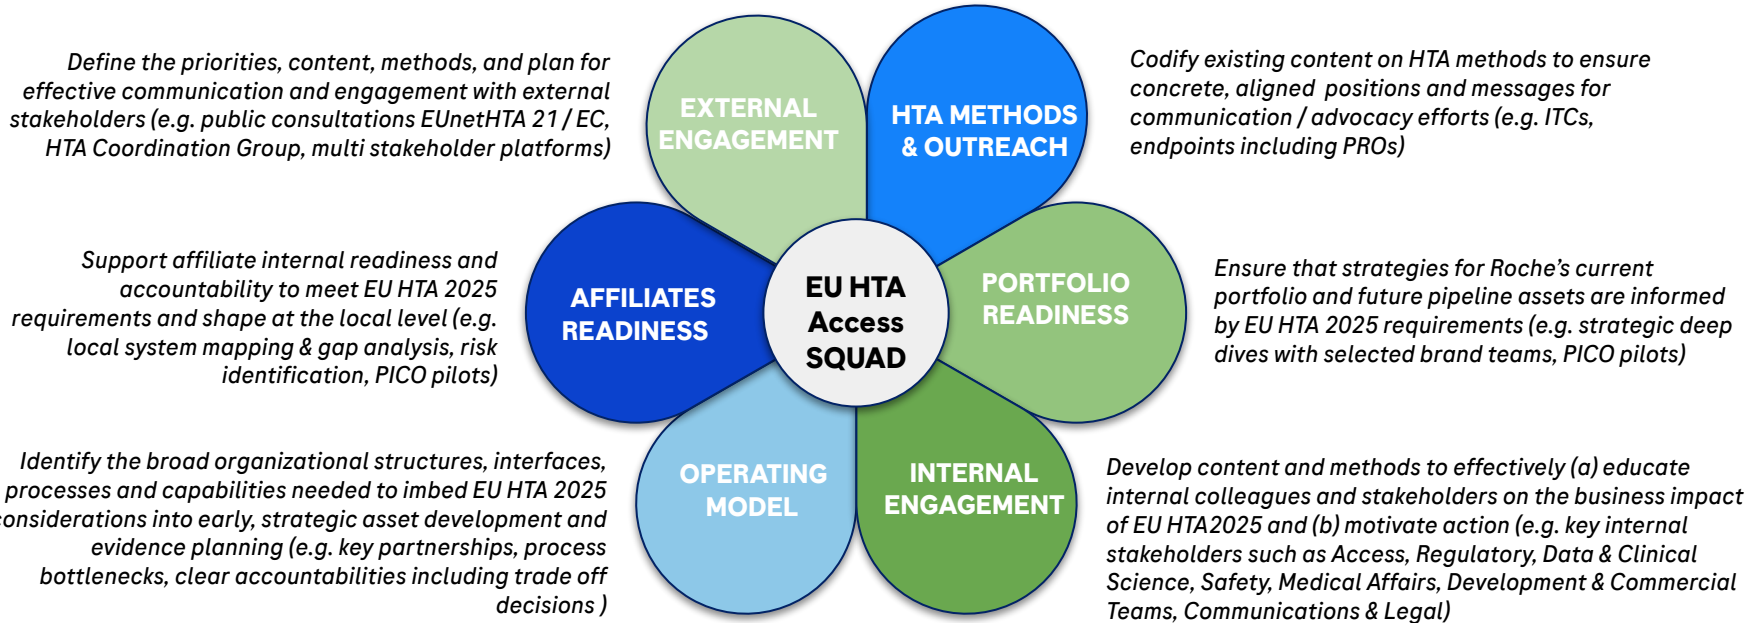 Define the priorities, content, methods, and plan for
effective communication and engagement with external
stakeholders (e.g. public consultations EUnetHTA 21 / EC,
HTA Coordination Group, multi stakeholder platforms)
EXTERNAL
ENGAGEMENT
HTA METHODS
& OUTREACH
Codify existing content on HTA methods to ensure
concrete, aligned positions and messages for
communication / advocacy efforts (e.g. ITCs,
endpoints including PROs)
Support affiliate internal readiness and
accountability to meet EU HTA 2025
requirements and shape at the local level (e.g.
local system mapping & gap analysis, risk
identification, PICO pilots)
AFFILIATES
READINESS
EU HTA
Access
SQUAD
PORTFOLIO
READINESS
Ensure that strategies for Roche's current
portfolio and future pipeline assets are informed
by EU HTA 2025 requirements (e.g. strategic deep
dives with selected brand teams, PICO pilots)
Identify the broad organizational structures, interfaces,
processes and capabilities needed to imbed EU HTA 2025
considerations into early, strategic asset development and
evidence planning (e.g. key partnerships, process
bottlenecks, clear accountabilities including trade off
decisions )
OPERATING
MODEL
INTERNAL
ENGAGEMENT
Develop content and methods to effectively (a) educate
internal colleagues and stakeholders on the business impact
of EU HTA2025 and (b) motivate action (e.g. key internal
stakeholders such as Access, Regulatory, Data & Clinical
Science, Safety, Medical Affairs, Development & Commercial
Teams, Communications & Legal)